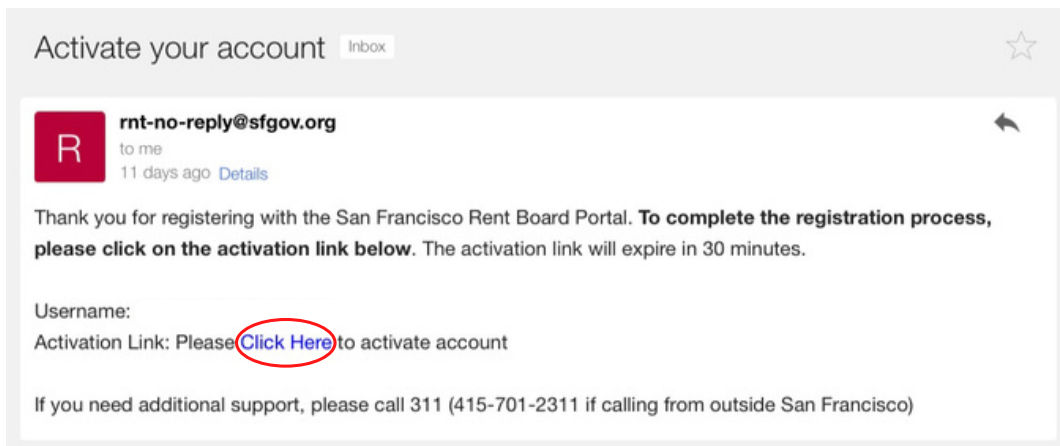 Activate your account Inbox
R
rnt-no-reply@sfgov.org
to me
11 days ago Details
Thank you for registering with the San Francisco Rent Board Portal. To complete the registration process,
please click on the activation link below. The activation link will expire in 30 minutes.
Username:
Activation Link: Please Click Here to activate account
If you need additional support, please call 311 (415-701-2311 if calling from outside San Francisco)